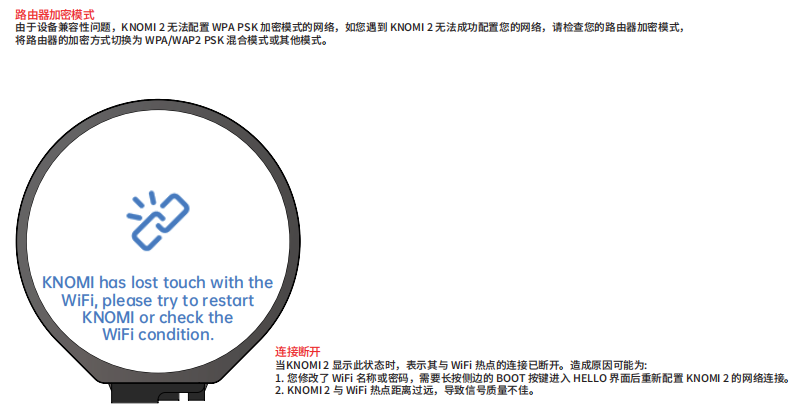 路由器加密模式
由于设备兼容性问题，KNOMI 2 无法配置 WPA PSK 加密模式的网络，如您遇到 KNOMI 2 无法成功配置您的网络，请检查您的路由器加密模式，
将路由器的加密方式切换为 WPA/WAP2 PSK 混合模式或其他模式。
KNOMI has lost touch with the
WiFi, please try to restart
KNOMI or check the
WiFi condition.
连接断开
当KNOMI 2 显示此状态时，表示其与 WiFi 热点的连接已断开。造成原因可能为:
1. 您修改了 WiFi 名称或密码，需要长按侧边的 BOOT 按键进入 HELLO 界面后重新配置 KNOMI 2 的网络连接。
2. KNOMI 2 与 WiFi 热点距离过远，导致信号质量不佳。